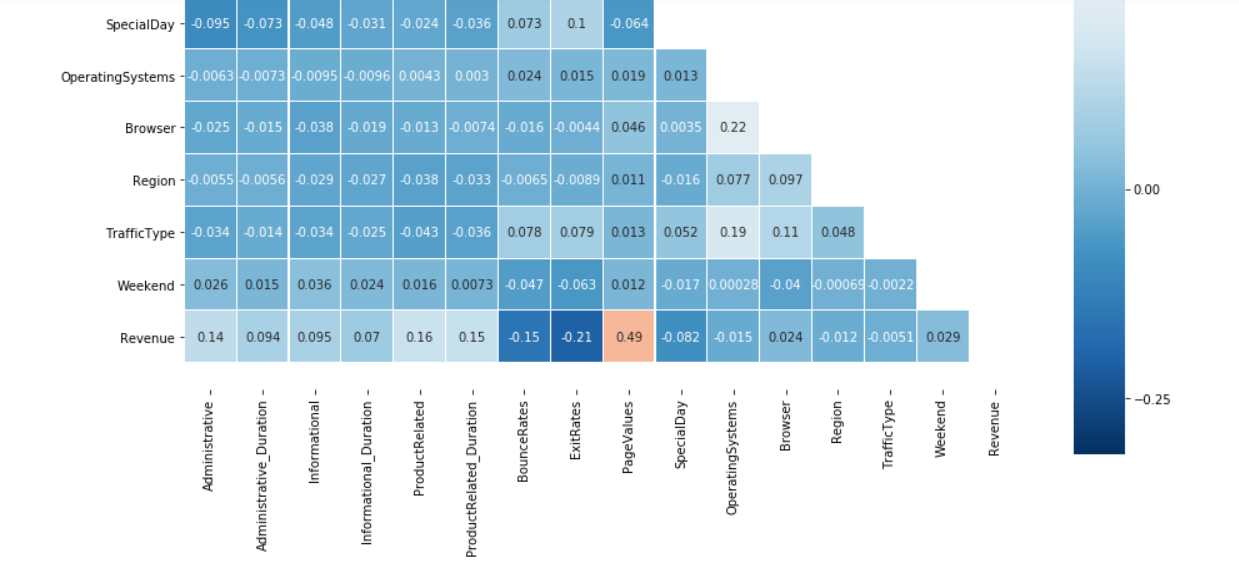 SpecialDay -0.095 -0.073 -0.048 -0.031 -0.024 -0.036 0.073 0.1 -0.064
OperatingSystems -0.0063 -0.0073 -0.0095 -0.0096 0.0043 0.003 0.024 0.015 0.019 0.013
Browser -0.025 -0.015 -0.038 -0.019 -0.013 -0.0074 -0.016 -0.0044 0.046 0.0035 0.22
Region -0.0055 -0.0056 -0.029 -0.027 -0.038 -0.033 -0.0065 -0.0089 0.011 -0.016 0.077 0.097
0.00
TrafficType -0.034 -0.014 -0.034 -0.025 -0.043 -0.036 0.078 0.079 0.013 0.052 0.19 0.11 0.048
Weekend 0.026 0.015 0.036 0.024 0.016 0.0073 -0.047 -0.063 0.012 -0.017 0.00028 -0.04 -0.00069 -0.0022
Revenue 0.14 0.094 0.095 0.07 0.16 0.15 -0.15 -0.21 0.49 -0.082 -0.015 0.024 -0.012 -0.0051 0.029
−0.25
Administrative
Administrative_Duration
Informational
Informational_Duration
ProductRelated
ProductRelated_Duration
BounceRates
ExitRates
PageValues
SpecialDay
OperatingSystems
Browser
Region
TrafficType
Weekend
Revenue